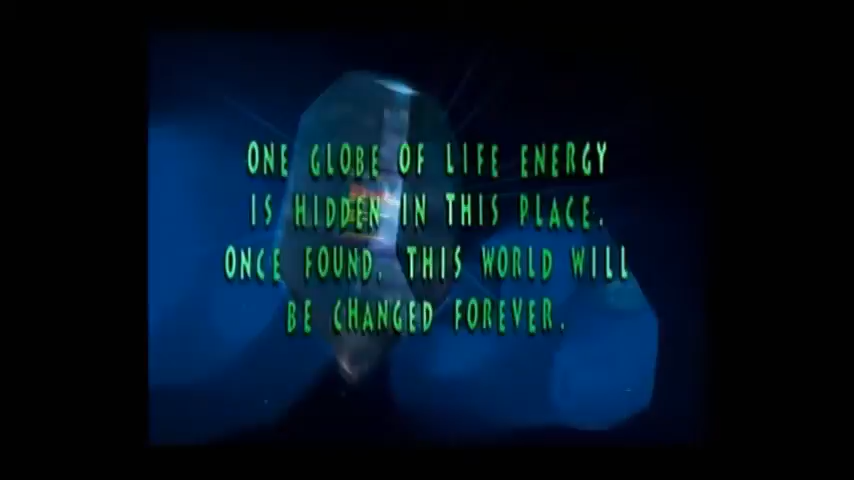 ONE GLOBE OF LIFE ENERGY
IS HIDDEN IN THIS PLACE.
ONCE FOUND, THIS WORLD WILL
BE CHANGED FOREVER.